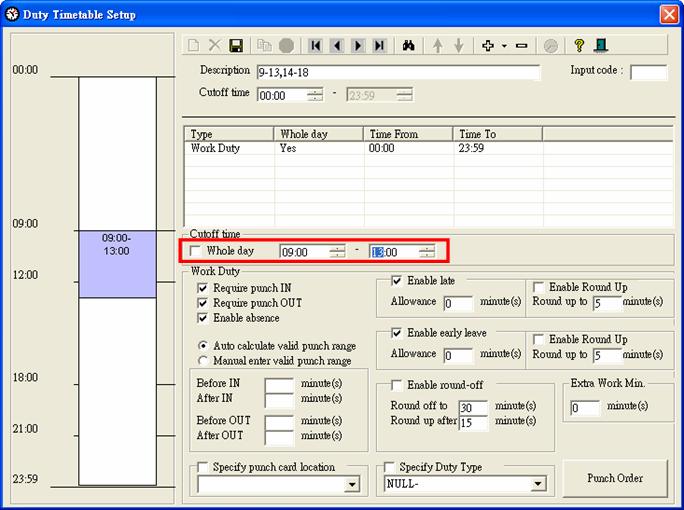 Duty Timetable Setup
Description 9-13,14-18 Input code :
Cutoff time 00:00 - 23:59
Type Whole day Time From Time To
Work Duty Yes 00:00 23:59
Cutoff time
Whole day 09:00 - 13:00
00:00
09:00
09:00-
13:00
12:00
18:00
21:00
23:59
Work Duty
Require punch IN
Require punch OUT
Enable absence
Auto calculate valid punch range
Manual enter valid punch range
Before IN minute(s)
After IN minute(s)
Before OUT minute(s)
After OUT minute(s)
Enable late
Allowance 0 minute(s)
Enable Round Up
Round up to 5 minute(s)
Enable early leave
Allowance 0 minute(s)
Enable Round Up
Round up to 5 minute(s)
Enable round-off
Round off to 30 minute(s)
Round up after 15 minute(s)
Extra Work Min.
0 minute(s)
Specify punch card location
Specify Duty Type
NULL-
Punch Order